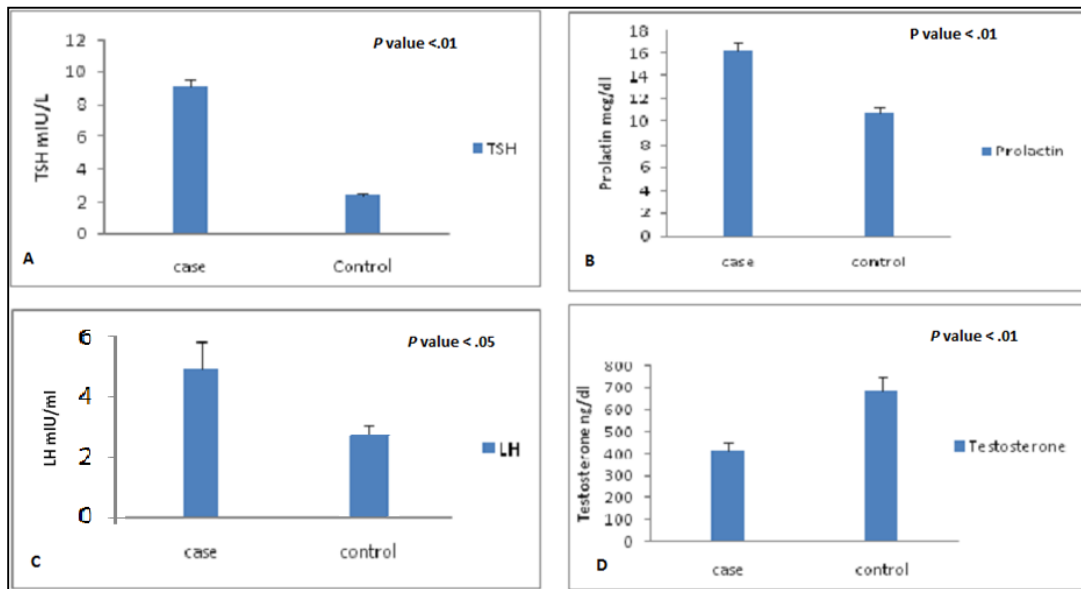 P value <.01
12
10
8
6
4
2
0
TSH mIU/L
TSH
case
Control
A
P value < .01
18
16
14
12
10
8
6
4
2
0
Prolactin mcg/dl
Prolactin
case
control
B
P value < .05
6
4
2
0
LH mIU/ml
LH
case
control
C
P value < .01
800
700
600
500
400
300
200
100
0
Testosterone ng/dl
Testosterone
case
control
D